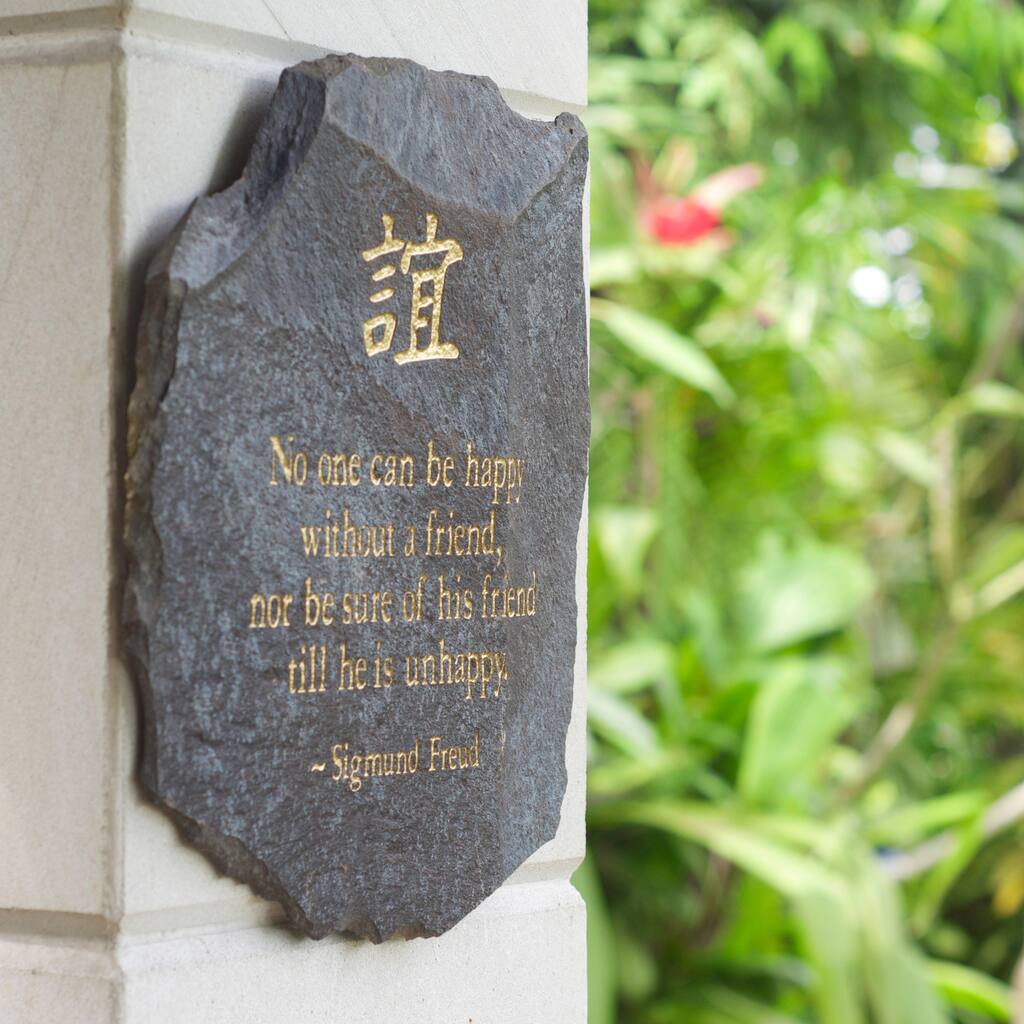 誼
No one can be happy
without a friend,
nor be sure of his friend
till he is unhappy.
~Sigmund Freud